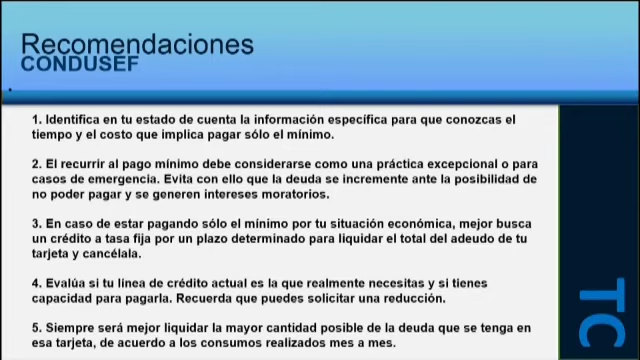 Recomendaciones
CONDUSEF
1. Identifica en tu estado de cuenta la información específica para que conozcas el
tiempo y el costo que implica pagar sólo el mínimo.
2. El recurrir al pago mínimo debe considerarse como una práctica excepcional o para
casos de emergencia. Evita con ello que la deuda se incremente ante la posibilidad de
no poder pagar y se generen intereses moratorios.
3. En caso de estar pagando sólo el mínimo por tu situación económica, mejor busca
un crédito a tasa fija por un plazo determinado para liquidar el total del adeudo de tu
tarjeta y cancélala.
4. Evalúa si tu línea de crédito actual es la que realmente necesitas y si tienes
capacidad para pagarla. Recuerda que puedes solicitar una reducción.
5. Siempre será mejor liquidar la mayor cantidad posible de la deuda que se tenga en
esa tarjeta, de acuerdo a los consumos realizados mes a mes.
TC